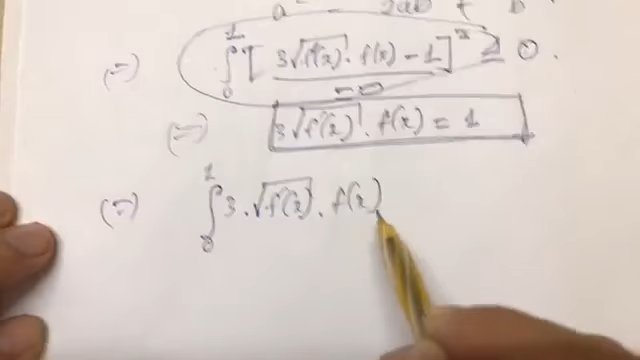 a - 2ab + b
(=) ∫₀¹ [ 3√f'(x) · f(x) - 1 ]² ≤ 0.
= 0
(=) 3√f'(x) · f(x) = 1
(=) ∫₀¹ 3 · √f'(x) · f(x)